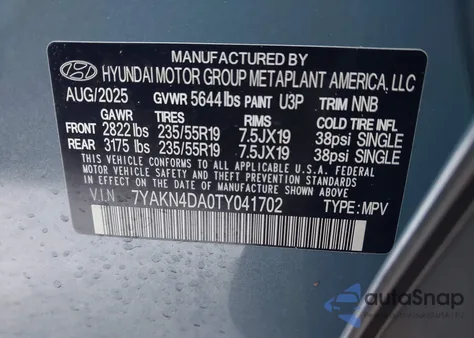 MANUFACTURED BY
HYUNDAI MOTOR GROUP METAPLANT AMERICA, LLC
AUG/2025 GVWR 5644 lbs PAINT U3P TRIM NNB
GAWR TIRES RIMS COLD TIRE INFL
FRONT 2822 lbs 235/55R19 7.5JX19 38psi SINGLE
REAR 3175 lbs 235/55R19 7.5JX19 38psi SINGLE
THIS VEHICLE CONFORMS TO ALL APPLICABLE U.S.A. FEDERAL
MOTOR VEHICLE SAFETY, BUMPER, AND THEFT PREVENTION
STANDARDS IN EFFECT ON THE DATE OF MANUFACTURE SHOWN ABOVE.
V.I.N 7YAKN4DA0TY041702 TYPE: MPV
autoSnap